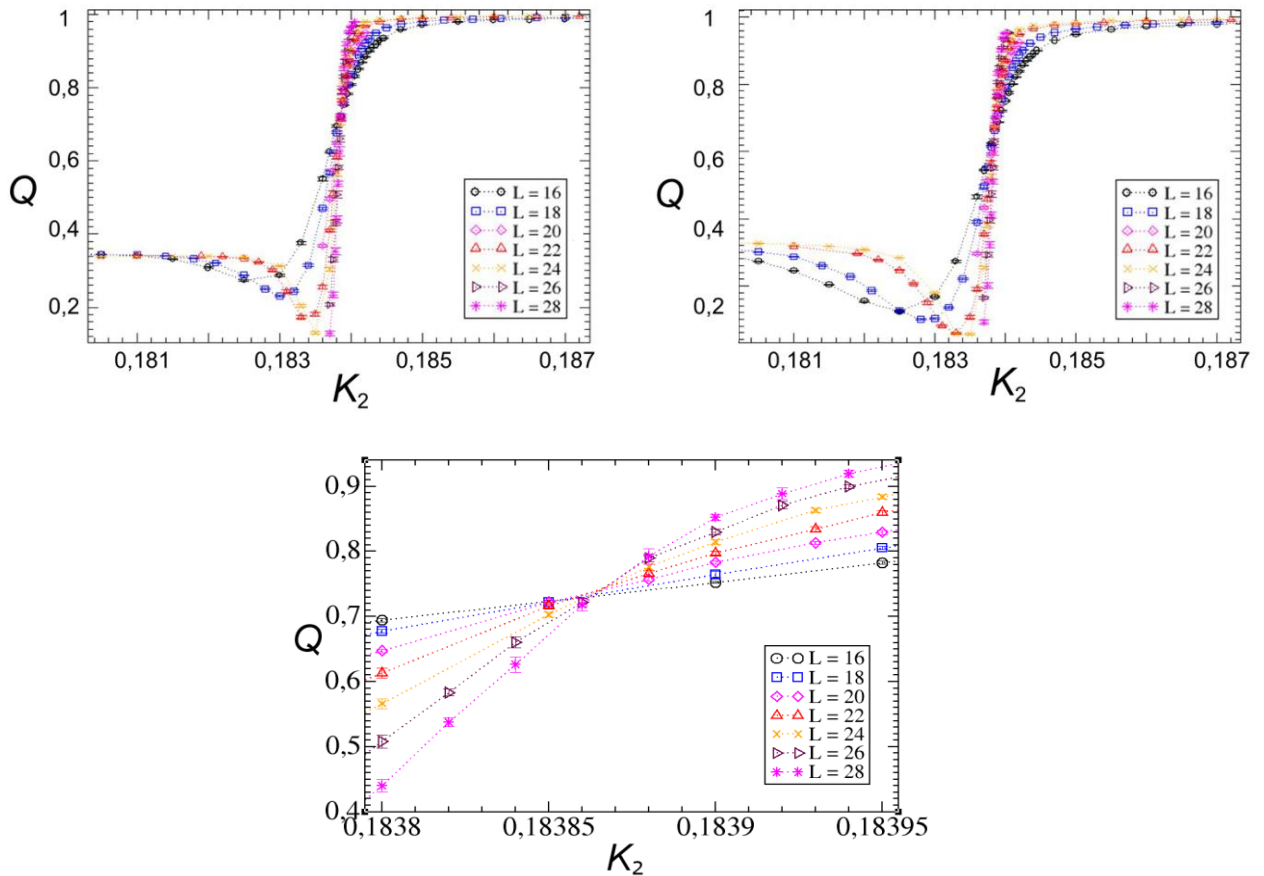 1
0,8
0,6
Q
0,4
0,2
L = 16
L = 18
L = 20
L = 22
L = 24
L = 26
L = 28
0,181 0,183 0,185 0,187
K2
1
0,8
0,6
Q
0,4
0,2
L = 16
L = 18
L = 20
L = 22
L = 24
L = 26
L = 28
0,181 0,183 0,185 0,187
K2
0,9
0,8
0,7
Q
0,6
0,5
0,4
L = 16
L = 18
L = 20
L = 22
L = 24
L = 26
L = 28
0,1838 0,18385 0,1839 0,18395
K2